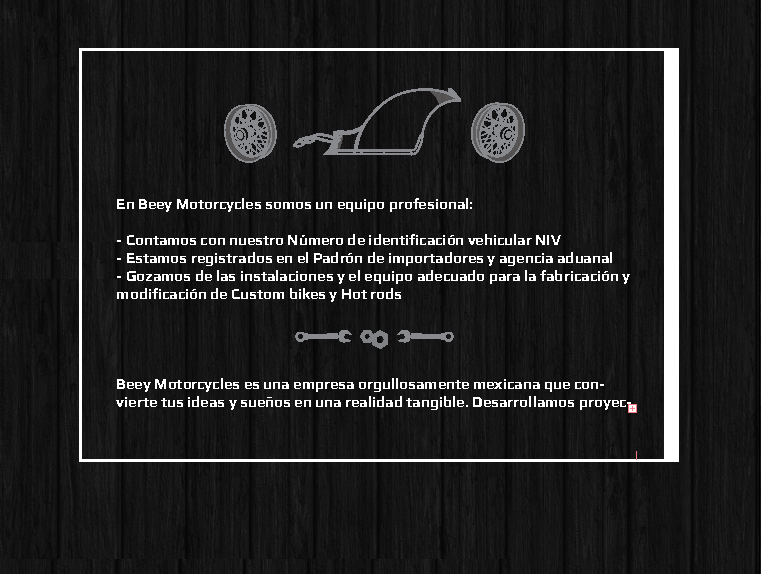 En Beey Motorcycles somos un equipo profesional:
- Contamos con nuestro Número de identificación vehicular NIV
- Estamos registrados en el Padrón de importadores y agencia aduanal
- Gozamos de las instalaciones y el equipo adecuado para la fabricación y
modificación de Custom bikes y Hot rods
Beey Motorcycles es una empresa orgullosamente mexicana que con-
vierte tus ideas y sueños en una realidad tangible. Desarrollamos proyec-